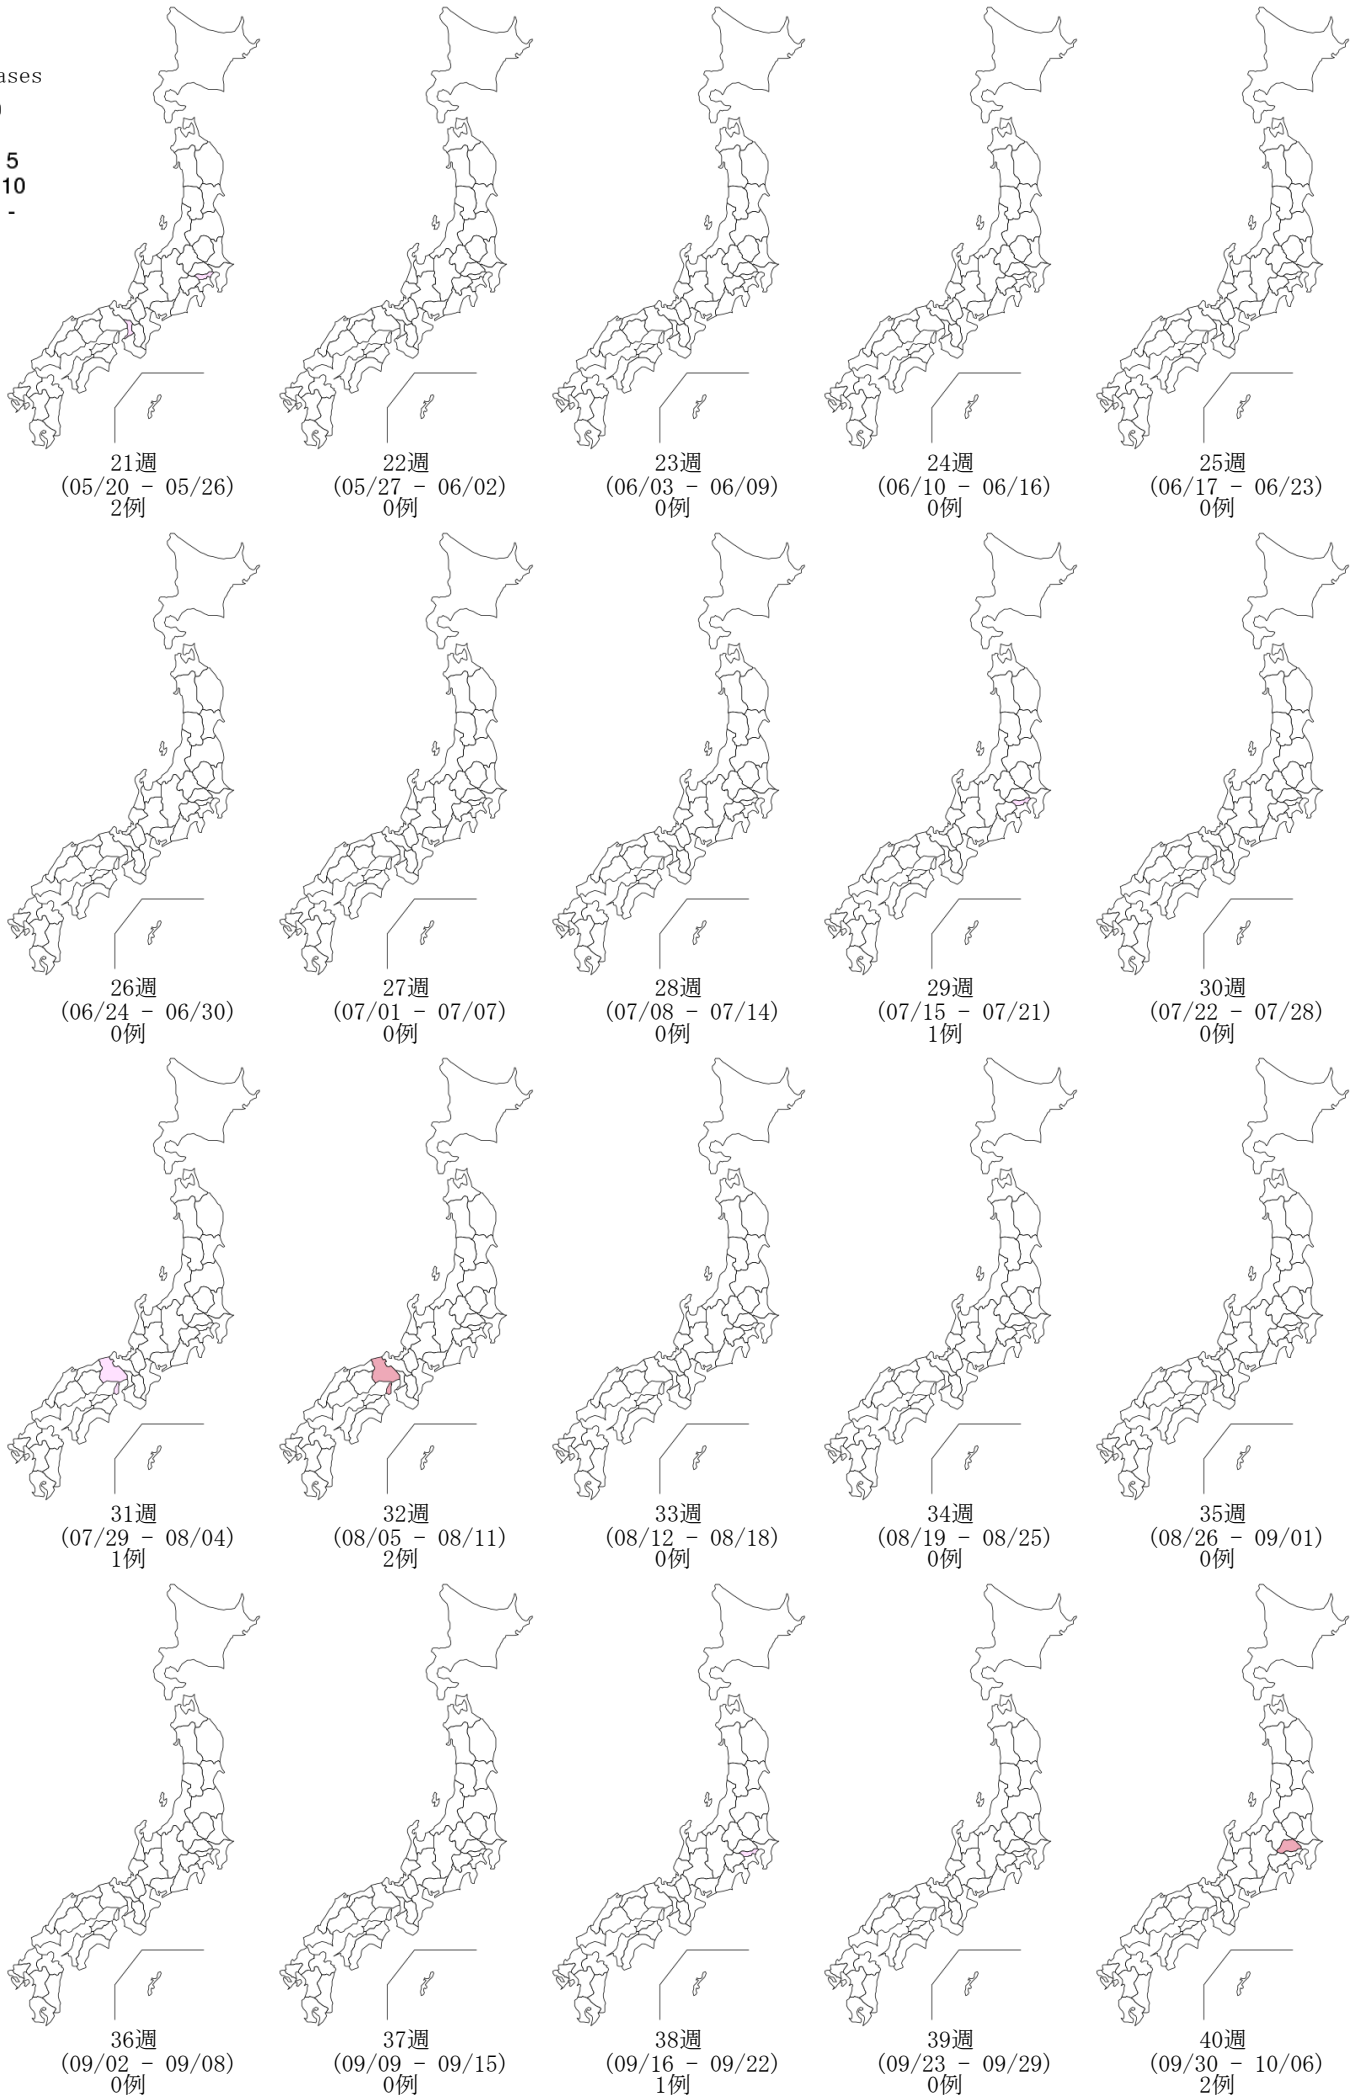 ases
5
10
-
21週
(05/20 - 05/26)
2例
22週
(05/27 - 06/02)
0例
23週
(06/03 - 06/09)
0例
24週
(06/10 - 06/16)
0例
25週
(06/17 - 06/23)
0例
26週
(06/24 - 06/30)
0例
27週
(07/01 - 07/07)
0例
28週
(07/08 - 07/14)
0例
29週
(07/15 - 07/21)
1例
30週
(07/22 - 07/28)
0例
31週
(07/29 - 08/04)
1例
32週
(08/05 - 08/11)
2例
33週
(08/12 - 08/18)
0例
34週
(08/19 - 08/25)
0例
35週
(08/26 - 09/01)
0例
36週
(09/02 - 09/08)
0例
37週
(09/09 - 09/15)
0例
38週
(09/16 - 09/22)
1例
39週
(09/23 - 09/29)
0例
40週
(09/30 - 10/06)
2例